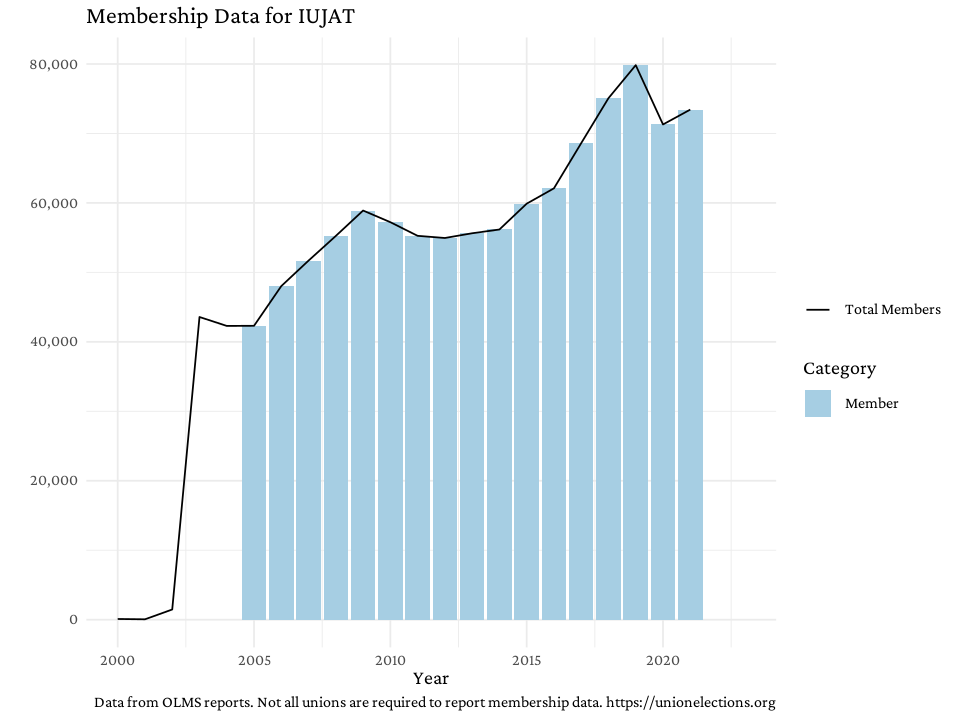 Membership Data for IUJAT
80,000
60,000
40,000
20,000
0
2000 2005 2010 2015 2020
Year
Total Members
Category
Member
Data from OLMS reports. Not all unions are required to report membership data. https://unionelections.org